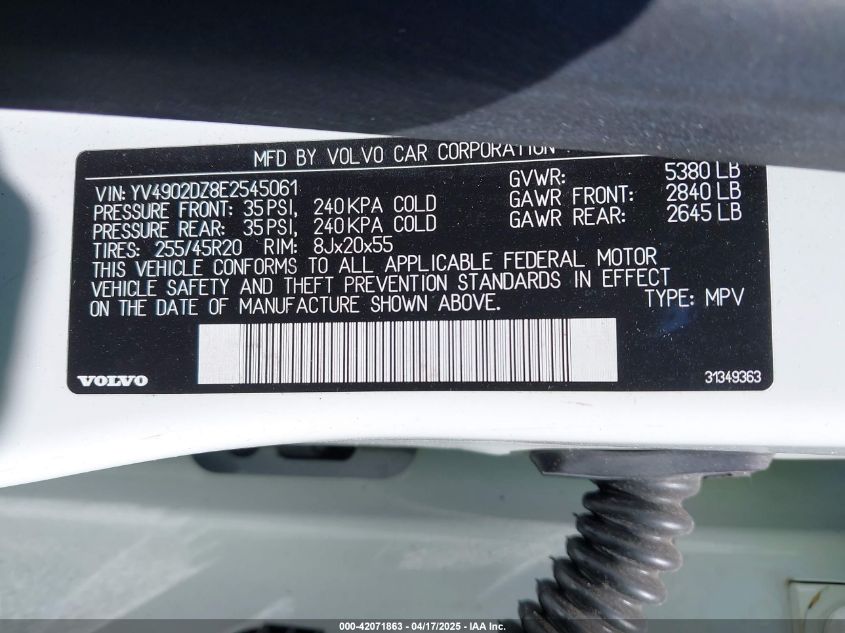 MFD BY VOLVO CAR CORPORATION
VIN: YV4902DZ8E2545061
PRESSURE FRONT: 35 PSI, 240 KPA COLD
PRESSURE REAR: 35 PSI, 240 KPA COLD
TIRES: 255/45R20 RIM: 8Jx20x55
GVWR: 5380 LB
GAWR FRONT: 2840 LB
GAWR REAR: 2645 LB
THIS VEHICLE CONFORMS TO ALL APPLICABLE FEDERAL MOTOR
VEHICLE SAFETY AND THEFT PREVENTION STANDARDS IN EFFECT
ON THE DATE OF MANUFACTURE SHOWN ABOVE.
TYPE: MPV
VOLVO
31349363
000-42071863 - 04/17/2025 - IAA Inc.